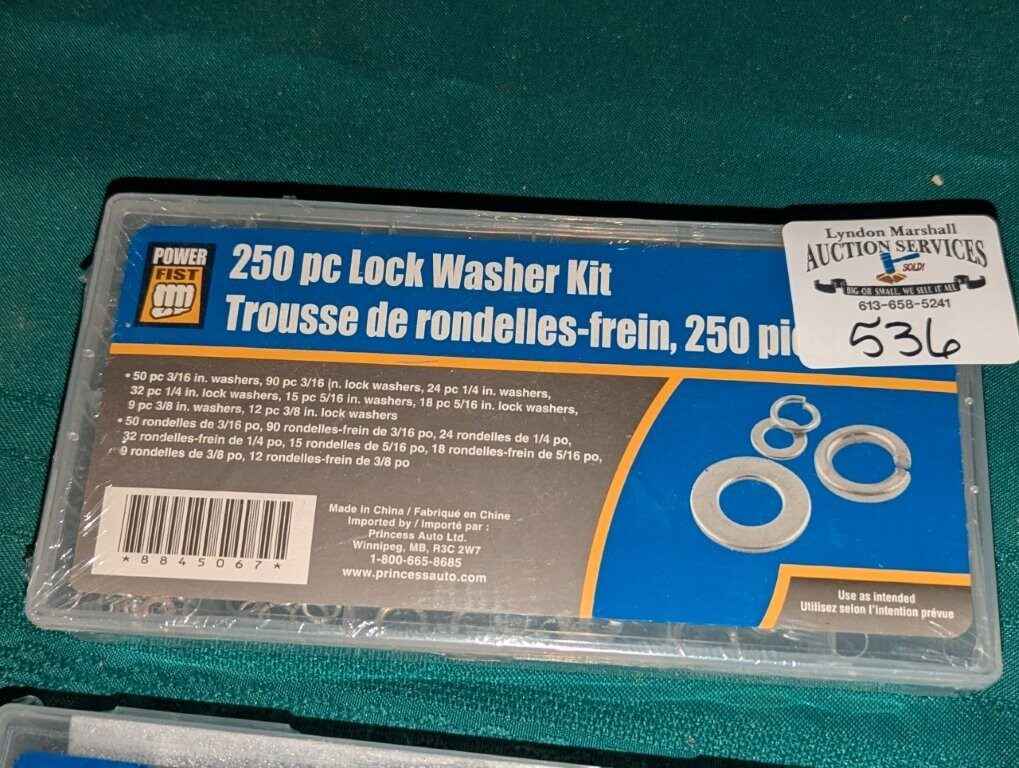 POWER
FIST
250 pc Lock Washer Kit
Trousse de rondelles-frein, 250
• 50 pc 3/16 in. washers, 90 pc 3/16 in. lock washers, 24 pc 1/4 in. washers,
32 pc 1/4 in. lock washers, 15 pc 5/16 in. washers, 18 pc 5/16 in. lock washers,
9 pc 3/8 in. washers, 12 pc 3/8 in. lock washers
• 50 rondelles de 3/16 po, 90 rondelles-frein de 3/16 po, 24 rondelles de 1/4 po,
32 rondelles-frein de 1/4 po, 15 rondelles de 5/16 po, 18 rondelles-frein de 5/16 po,
9 rondelles de 3/8 po, 12 rondelles-frein de 3/8 po
*8845067*
Made in China / Fabriqué en Chine
Imported by / Importé par :
Princess Auto Ltd.
Winnipeg, MB, R3C 2W7
1-800-665-8685
www.princessauto.com
Use as intended
Utilisez selon l'intention prévue
Lyndon Marshall
AUCTION SERVICES
SOLD!
BIG OR SMALL, WE SELL IT ALL
613-658-5241
536